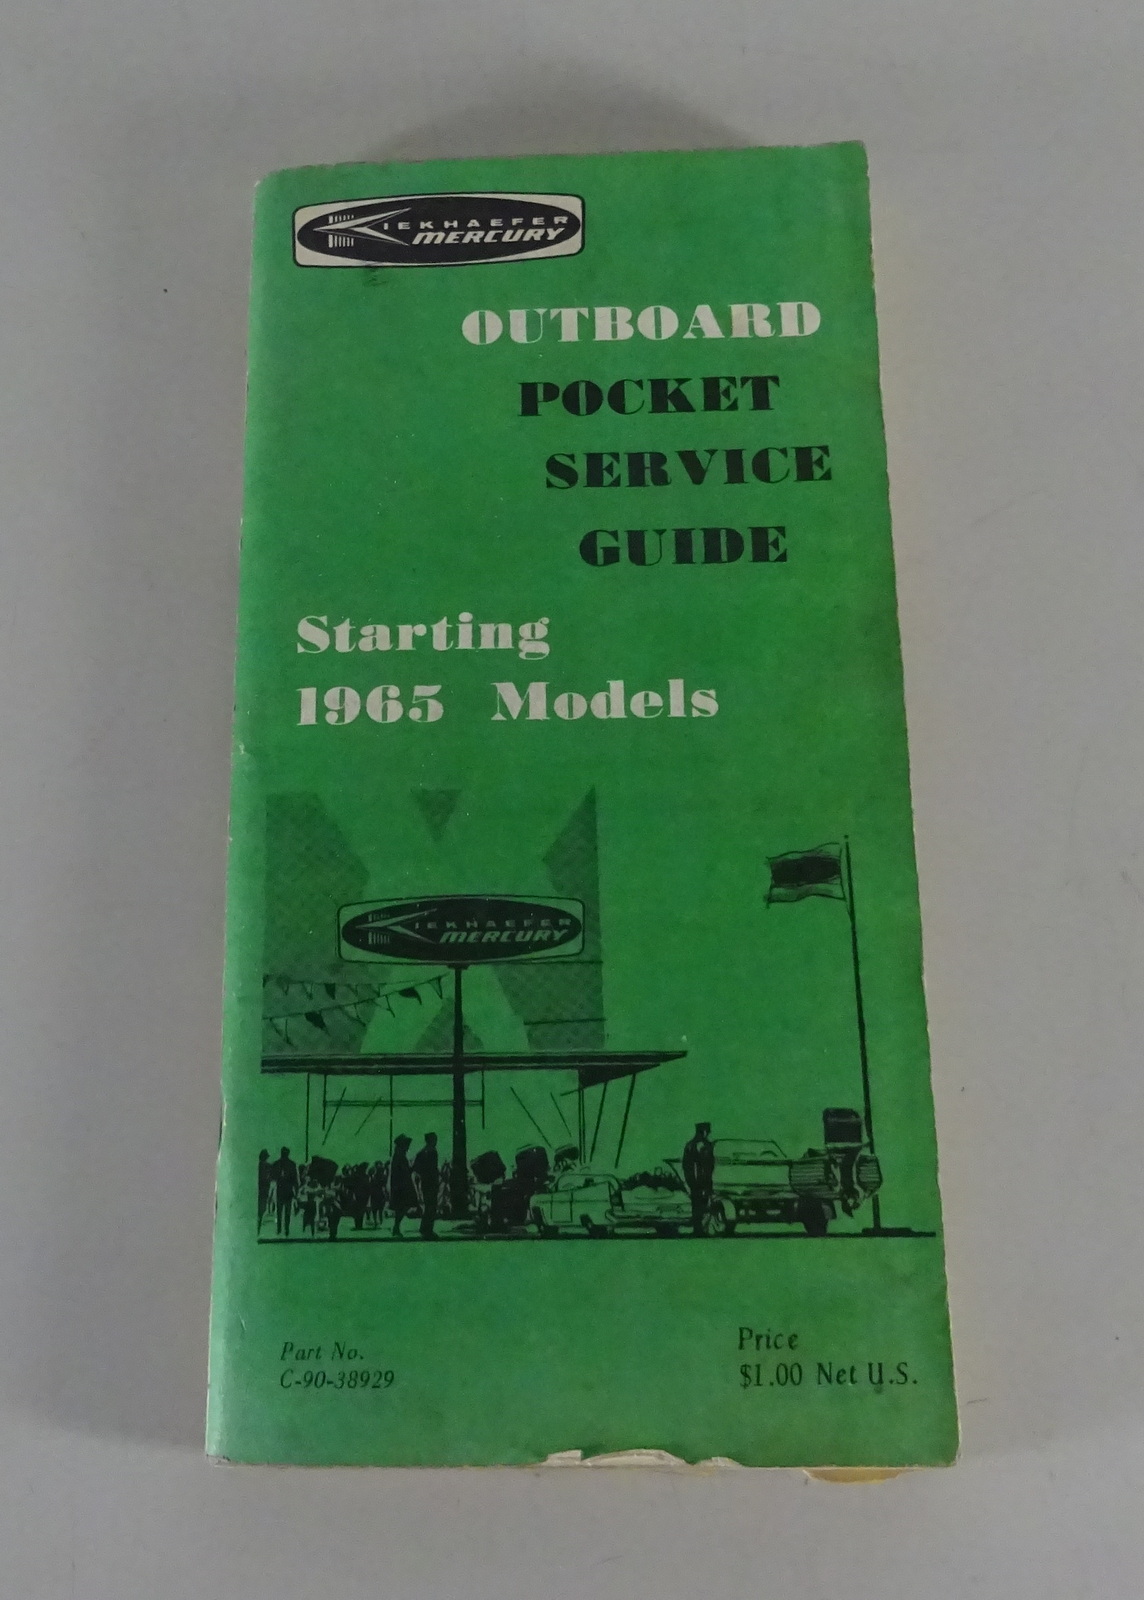 KIEKHAEFER
MERCURY
OUTBOARD
POCKET
SERVICE
GUIDE
Starting
1965 Models
KIEKHAEFER
MERCURY
Part No.
C-90-38929
Price
$1.00 Net U.S.